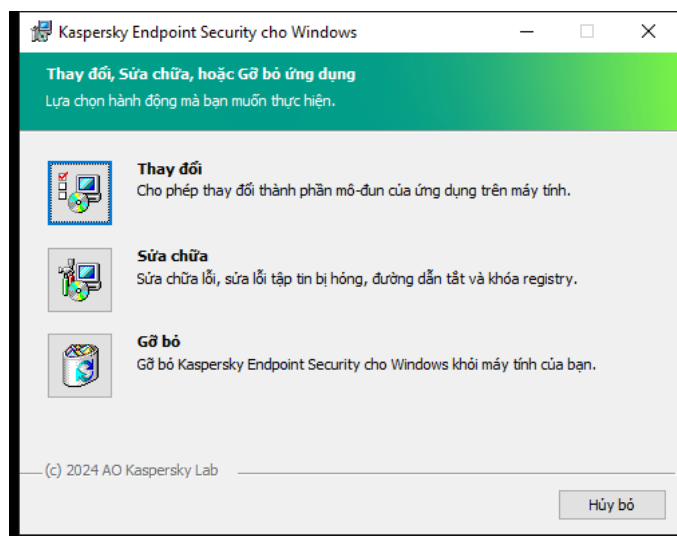 Kaspersky Endpoint Security cho Windows
Thay đổi, Sửa chữa, hoặc Gỡ bỏ ứng dụng
Lựa chọn hành động mà bạn muốn thực hiện.
Thay đổi
Cho phép thay đổi thành phần mô-đun của ứng dụng trên máy tính.
Sửa chữa
Sửa chữa lỗi, sửa lỗi tập tin bị hỏng, đường dẫn tắt và khóa registry.
Gỡ bỏ
Gỡ bỏ Kaspersky Endpoint Security cho Windows khỏi máy tính của bạn.
(c) 2024 AO Kaspersky Lab
Hủy bỏ